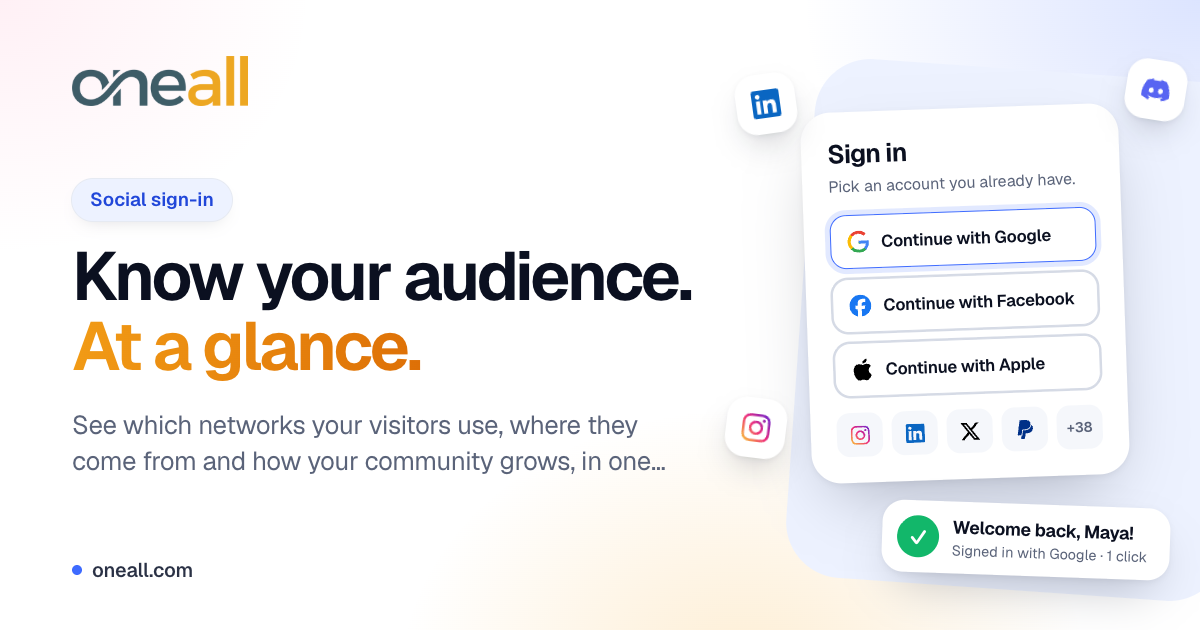 oneall
Social sign-in
Know your audience.
At a glance.
See which networks your visitors use, where they
come from and how your community grows, in one...
oneall.com
Sign in
Pick an account you already have.
Continue with Google
Continue with Facebook
Continue with Apple
+38
Welcome back, Maya!
Signed in with Google · 1 click